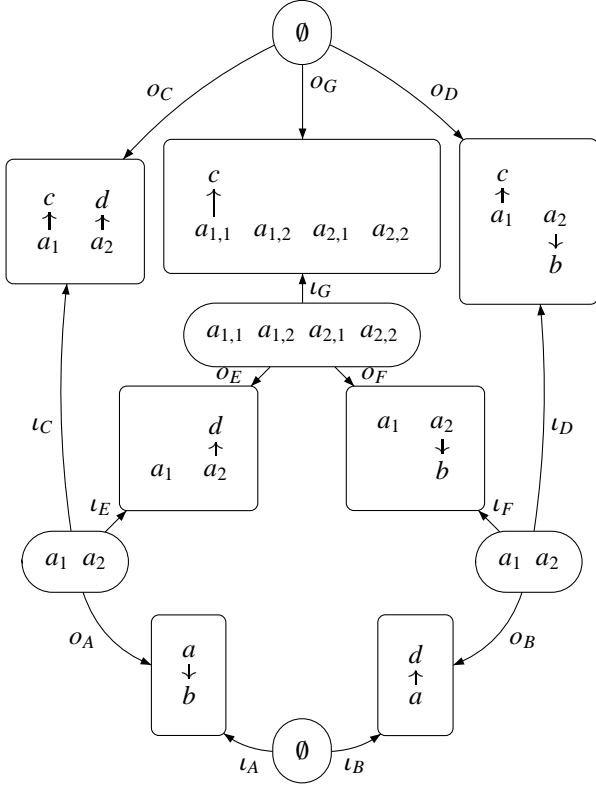 ∅
o_C o_G o_D
c d
a_1 a_2
c
a_{1,1} a_{1,2} a_{2,1} a_{2,2}
c
a_1 a_2
b
ι_G
a_{1,1} a_{1,2} a_{2,1} a_{2,2}
o_E o_F
ι_C ι_D
d
a_1 a_2
a_1 a_2
b
ι_E ι_F
a_1 a_2
a_1 a_2
o_A o_B
a
b
d
a
∅
ι_A ι_B